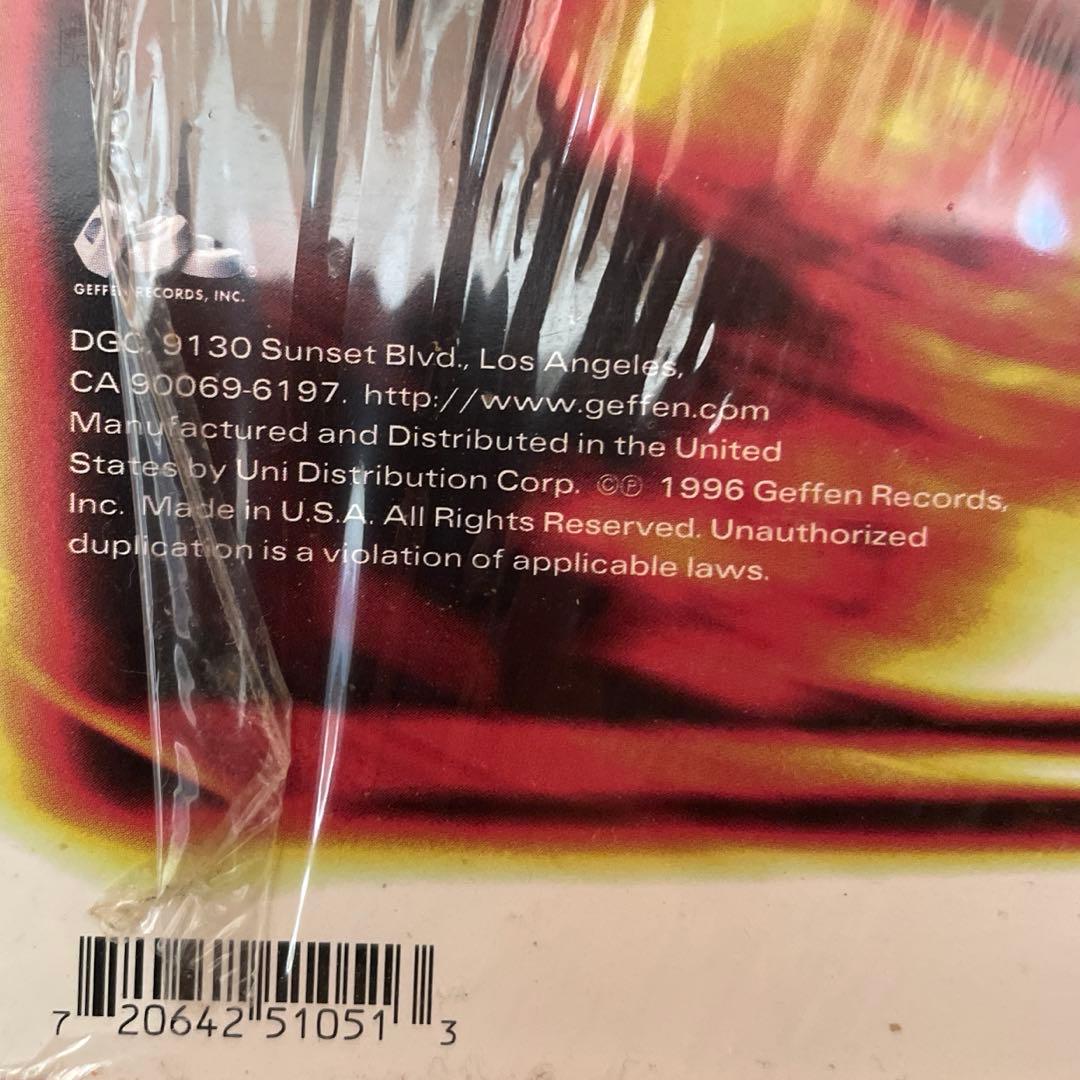 GEFFEN RECORDS, INC.
DGC, 9130 Sunset Blvd., Los Angeles,
CA 90069-6197. http://www.geffen.com
Manufactured and Distributed in the United
States by Uni Distribution Corp. ©℗ 1996 Geffen Records,
Inc. Made in U.S.A. All Rights Reserved. Unauthorized
duplication is a violation of applicable laws.
7 20642 51051 3